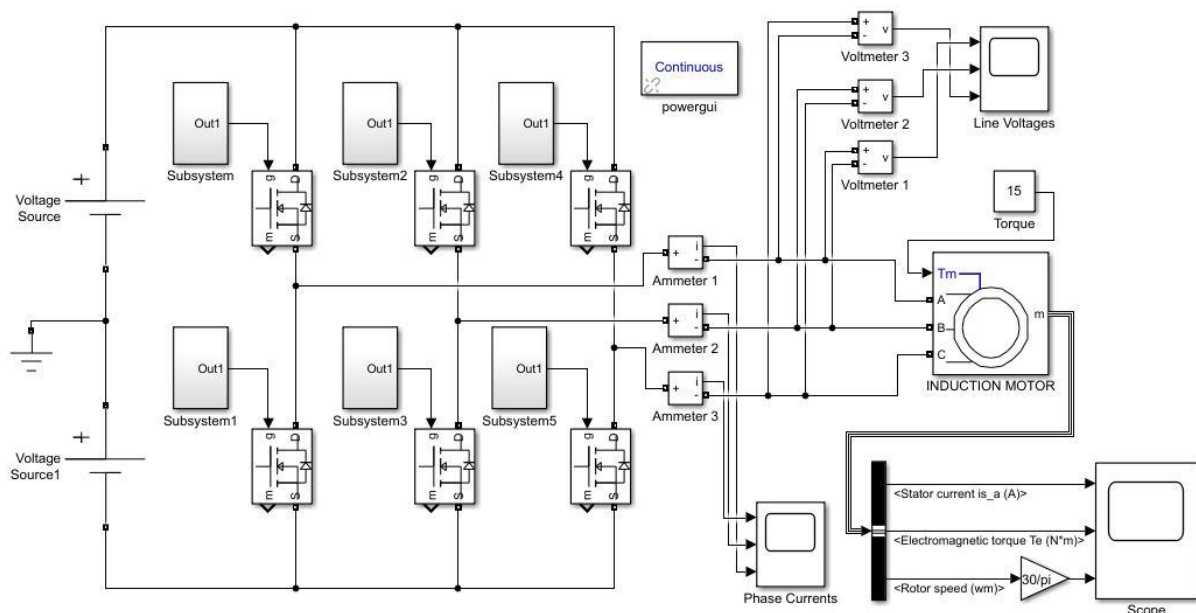 Continuous
powergui
+
-
v
Voltmeter 3
+
-
v
Voltmeter 2
+
-
v
Voltmeter 1
Line Voltages
Out1
Subsystem
Out1
Subsystem2
Out1
Subsystem4
g
D
m
S
g
D
m
S
g
D
m
S
+
Voltage
Source
15
Torque
+
i
-
Ammeter 1
+
i
-
Ammeter 2
+
i
-
Ammeter 3
Tm
A
B
C
m
INDUCTION MOTOR
Out1
Subsystem1
Out1
Subsystem3
Out1
Subsystem5
g
D
m
S
g
D
m
S
g
D
m
S
+
Voltage
Source1
Phase Currents
<Stator current is_a (A)>
<Electromagnetic torque Te (N*m)>
<Rotor speed (wm)>
30/pi
Scope